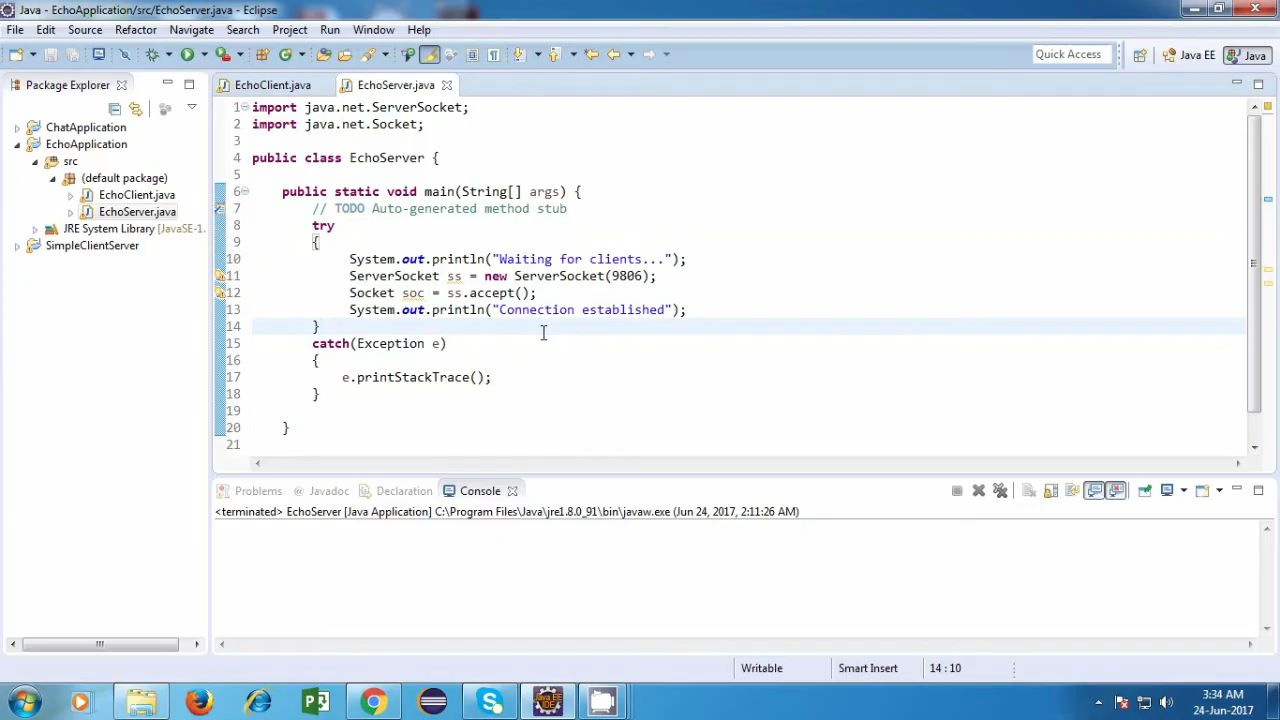 Java - EchoApplication/src/EchoServer.java - Eclipse
File Edit Source Refactor Navigate Search Project Run Window Help
Quick Access
Java EE
Java
Package Explorer
EchoClient.java
EchoServer.java
ChatApplication
EchoApplication
src
(default package)
EchoClient.java
EchoServer.java
JRE System Library [JavaSE-1.
SimpleClientServer
1 import java.net.ServerSocket;
2 import java.net.Socket;
3
4 public class EchoServer {
5
6 public static void main(String[] args) {
7 // TODO Auto-generated method stub
8 try
9 {
10 System.out.println("Waiting for clients...");
11 ServerSocket ss = new ServerSocket(9806);
12 Socket soc = ss.accept();
13 System.out.println("Connection established");
14 }
15 catch(Exception e)
16 {
17 e.printStackTrace();
18 }
19
20 }
21
Problems @ Javadoc Declaration Console
<terminated> EchoServer [Java Application] C:\Program Files\Java\jre1.8.0_91\bin\javaw.exe (Jun 24, 2017, 2:11:26 AM)
Writable Smart Insert 14 : 10
3:34 AM
24-Jun-2017